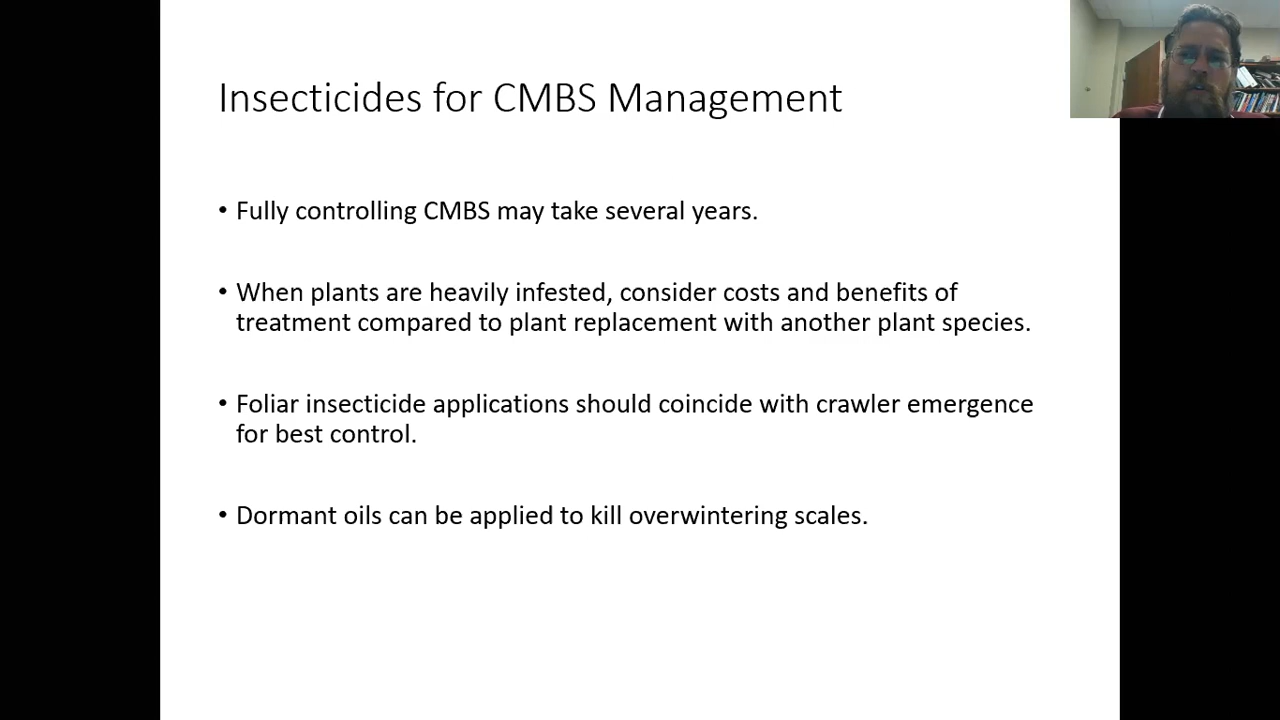 Insecticides for CMBS Management
• Fully controlling CMBS may take several years.
• When plants are heavily infested, consider costs and benefits of
treatment compared to plant replacement with another plant species.
• Foliar insecticide applications should coincide with crawler emergence
for best control.
• Dormant oils can be applied to kill overwintering scales.